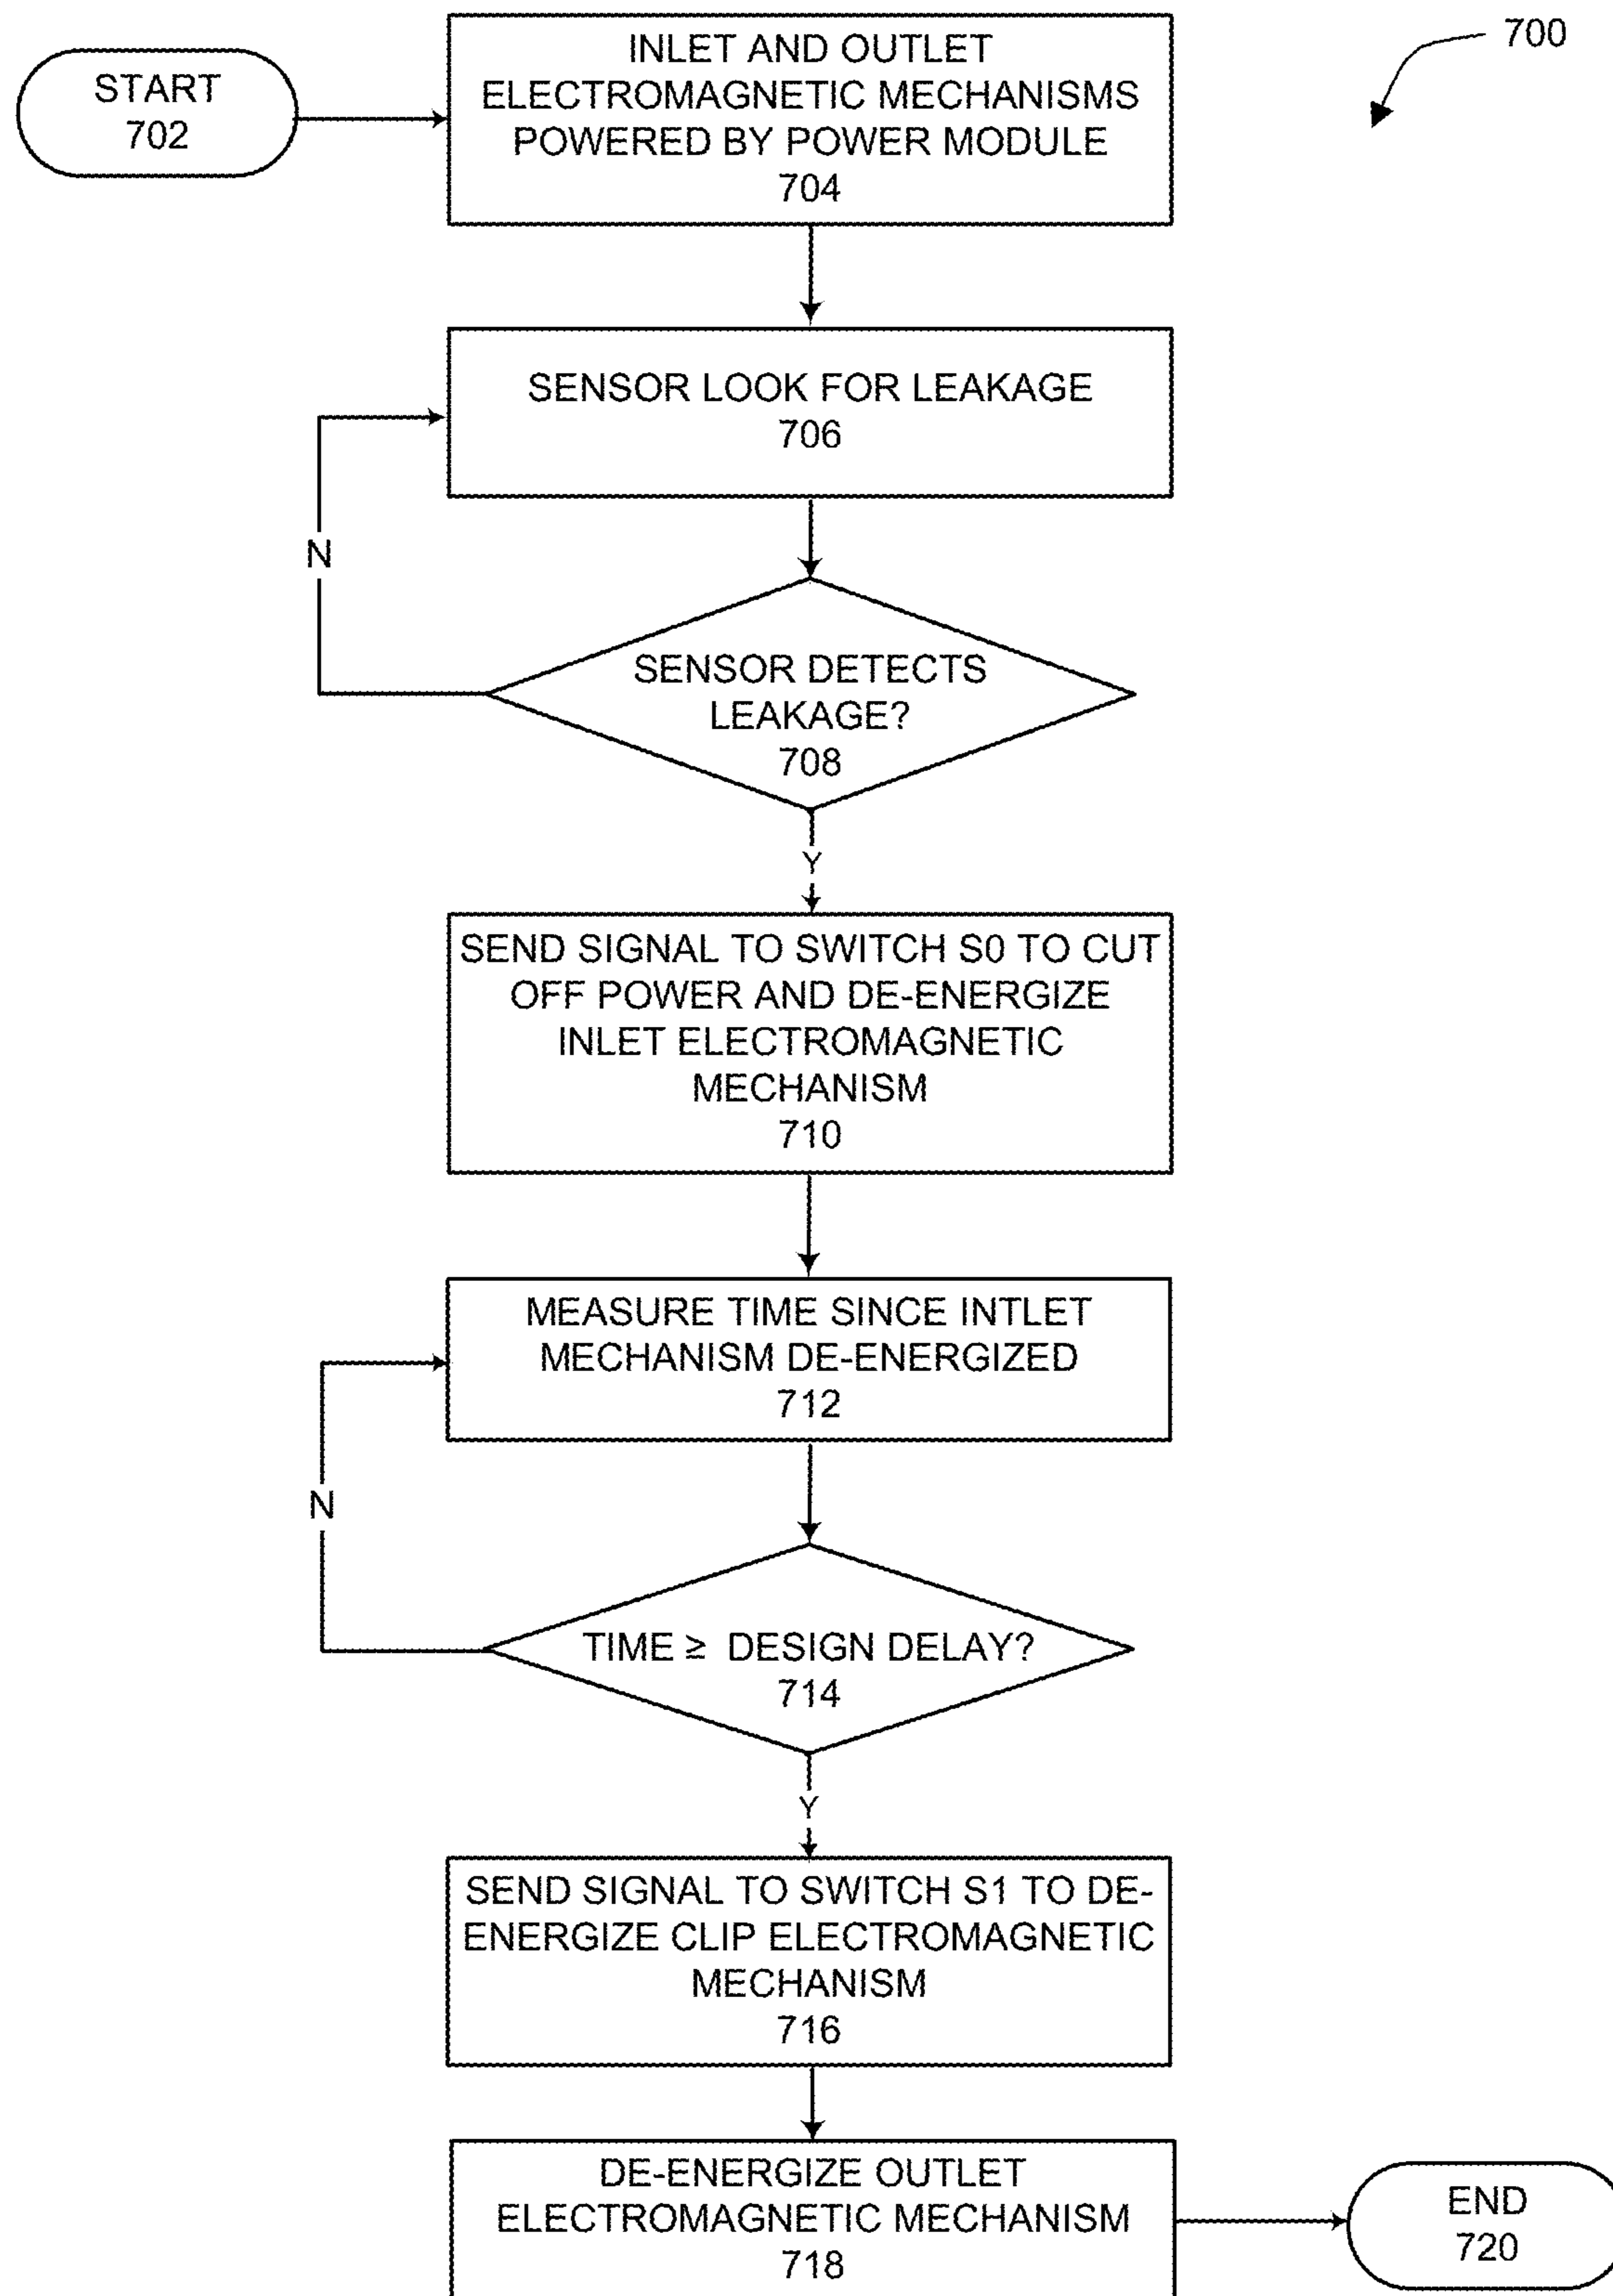 700
START
702
INLET AND OUTLET
ELECTROMAGNETIC MECHANISMS
POWERED BY POWER MODULE
704
SENSOR LOOK FOR LEAKAGE
706
N
SENSOR DETECTS
LEAKAGE?
708
Y
SEND SIGNAL TO SWITCH S0 TO CUT
OFF POWER AND DE-ENERGIZE
INLET ELECTROMAGNETIC
MECHANISM
710
MEASURE TIME SINCE INTLET
MECHANISM DE-ENERGIZED
712
N
TIME ≥ DESIGN DELAY?
714
Y
SEND SIGNAL TO SWITCH S1 TO DE-
ENERGIZE CLIP ELECTROMAGNETIC
MECHANISM
716
DE-ENERGIZE OUTLET
ELECTROMAGNETIC MECHANISM
718
END
720